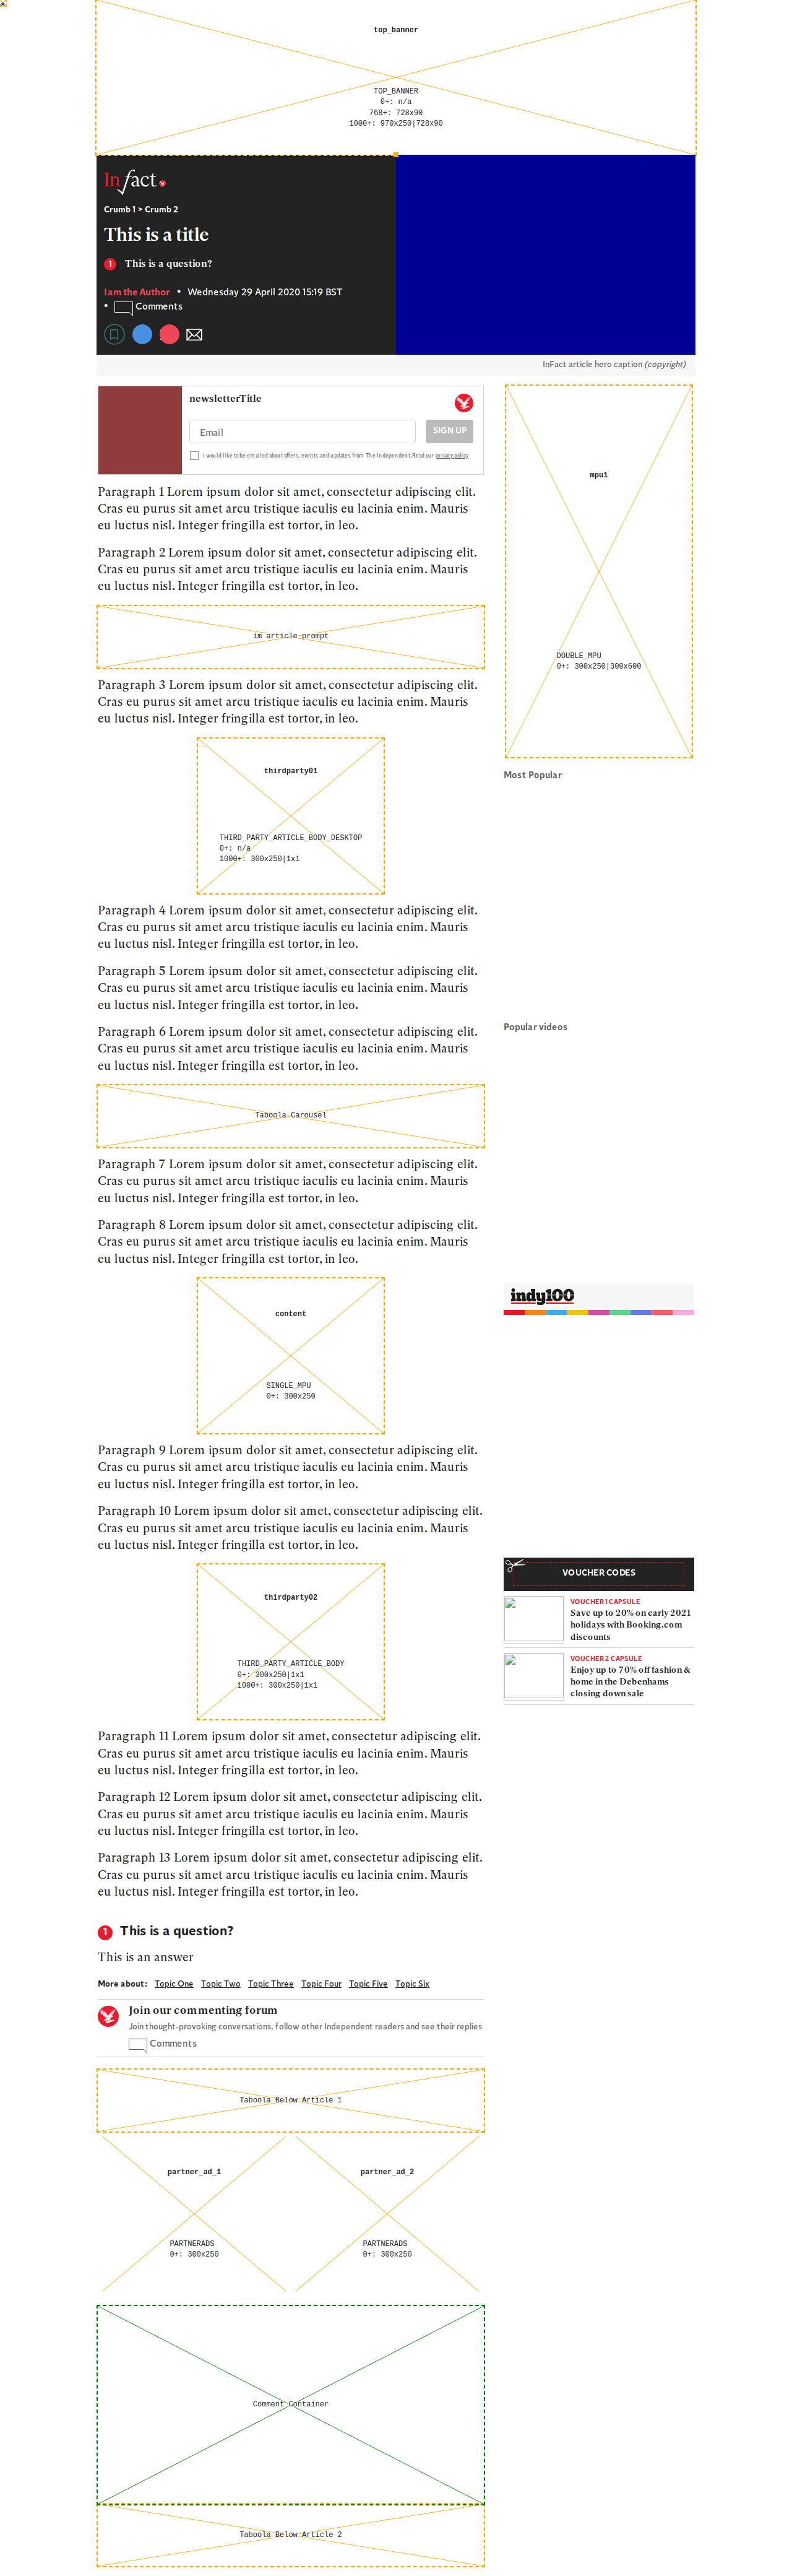 top_banner
TOP_BANNER
0+: n/a
768+: 728x90
1000+: 970x250|728x90
In fact
Crumb 1 > Crumb 2
This is a title
1 This is a question?
I am the Author • Wednesday 29 April 2020 15:19 BST
• Comments
InFact article hero caption (copyright)
newsletterTitle
Email
SIGN UP
I would like to be emailed about offers, events and updates from The Independent. Read our privacy policy
Paragraph 1 Lorem ipsum dolor sit amet, consectetur adipiscing elit.
Cras eu purus sit amet arcu tristique iaculis eu lacinia enim. Mauris
eu luctus nisl. Integer fringilla est tortor, in leo.
Paragraph 2 Lorem ipsum dolor sit amet, consectetur adipiscing elit.
Cras eu purus sit amet arcu tristique iaculis eu lacinia enim. Mauris
eu luctus nisl. Integer fringilla est tortor, in leo.
im article prompt
Paragraph 3 Lorem ipsum dolor sit amet, consectetur adipiscing elit.
Cras eu purus sit amet arcu tristique iaculis eu lacinia enim. Mauris
eu luctus nisl. Integer fringilla est tortor, in leo.
thirdparty01
THIRD_PARTY_ARTICLE_BODY_DESKTOP
0+: n/a
1000+: 300x250|1x1
Paragraph 4 Lorem ipsum dolor sit amet, consectetur adipiscing elit.
Cras eu purus sit amet arcu tristique iaculis eu lacinia enim. Mauris
eu luctus nisl. Integer fringilla est tortor, in leo.
Paragraph 5 Lorem ipsum dolor sit amet, consectetur adipiscing elit.
Cras eu purus sit amet arcu tristique iaculis eu lacinia enim. Mauris
eu luctus nisl. Integer fringilla est tortor, in leo.
Paragraph 6 Lorem ipsum dolor sit amet, consectetur adipiscing elit.
Cras eu purus sit amet arcu tristique iaculis eu lacinia enim. Mauris
eu luctus nisl. Integer fringilla est tortor, in leo.
Taboola Carousel
Paragraph 7 Lorem ipsum dolor sit amet, consectetur adipiscing elit.
Cras eu purus sit amet arcu tristique iaculis eu lacinia enim. Mauris
eu luctus nisl. Integer fringilla est tortor, in leo.
Paragraph 8 Lorem ipsum dolor sit amet, consectetur adipiscing elit.
Cras eu purus sit amet arcu tristique iaculis eu lacinia enim. Mauris
eu luctus nisl. Integer fringilla est tortor, in leo.
content
SINGLE_MPU
0+: 300x250
Paragraph 9 Lorem ipsum dolor sit amet, consectetur adipiscing elit.
Cras eu purus sit amet arcu tristique iaculis eu lacinia enim. Mauris
eu luctus nisl. Integer fringilla est tortor, in leo.
Paragraph 10 Lorem ipsum dolor sit amet, consectetur adipiscing elit.
Cras eu purus sit amet arcu tristique iaculis eu lacinia enim. Mauris
eu luctus nisl. Integer fringilla est tortor, in leo.
thirdparty02
THIRD_PARTY_ARTICLE_BODY
0+: 300x250|1x1
1000+: 300x250|1x1
Paragraph 11 Lorem ipsum dolor sit amet, consectetur adipiscing elit.
Cras eu purus sit amet arcu tristique iaculis eu lacinia enim. Mauris
eu luctus nisl. Integer fringilla est tortor, in leo.
Paragraph 12 Lorem ipsum dolor sit amet, consectetur adipiscing elit.
Cras eu purus sit amet arcu tristique iaculis eu lacinia enim. Mauris
eu luctus nisl. Integer fringilla est tortor, in leo.
Paragraph 13 Lorem ipsum dolor sit amet, consectetur adipiscing elit.
Cras eu purus sit amet arcu tristique iaculis eu lacinia enim. Mauris
eu luctus nisl. Integer fringilla est tortor, in leo.
1 This is a question?
This is an answer
More about: Topic One Topic Two Topic Three Topic Four Topic Five Topic Six
Join our commenting forum
Join thought-provoking conversations, follow other Independent readers and see their replies
Comments
Taboola Below Article 1
partner_ad_1
PARTNERADS
0+: 300x250
partner_ad_2
PARTNERADS
0+: 300x250
Comment Container
Taboola Below Article 2
mpu1
DOUBLE_MPU
0+: 300x250|300x600
Most Popular
Popular videos
indy100
VOUCHER CODES
VOUCHER 1 CAPSULE
Save up to 20% on early 2021
holidays with Booking.com
discounts
VOUCHER 2 CAPSULE
Enjoy up to 70% off fashion &
home in the Debenhams
closing down sale